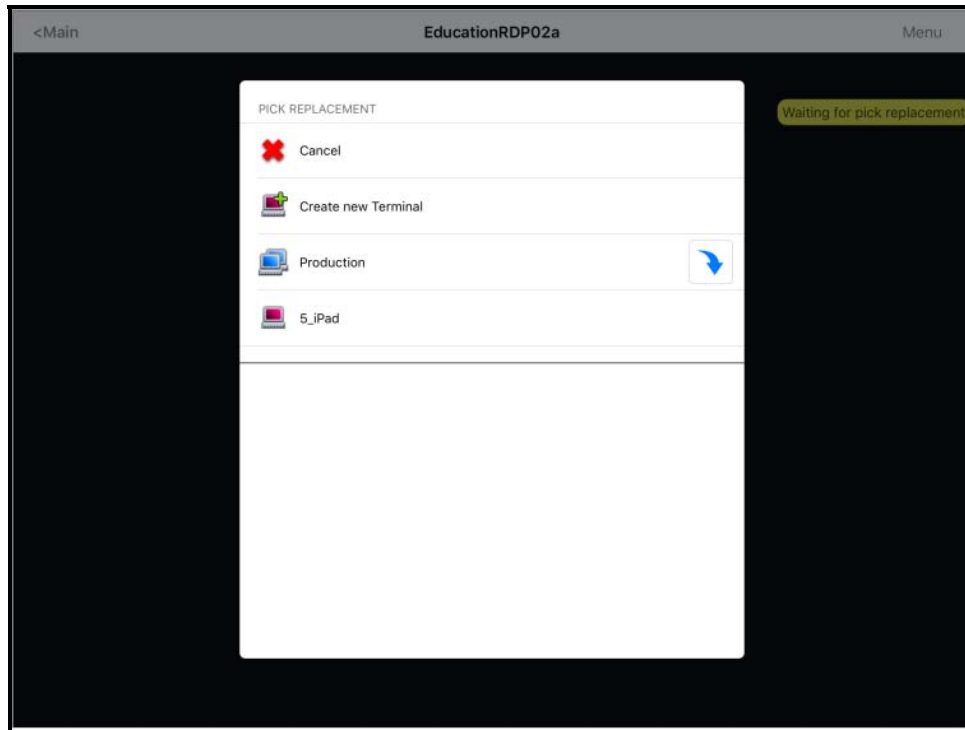 <Main EducationRDP02a Menu
PICK REPLACEMENT
Waiting for pick replacement
Cancel
Create new Terminal
Production
5_iPad